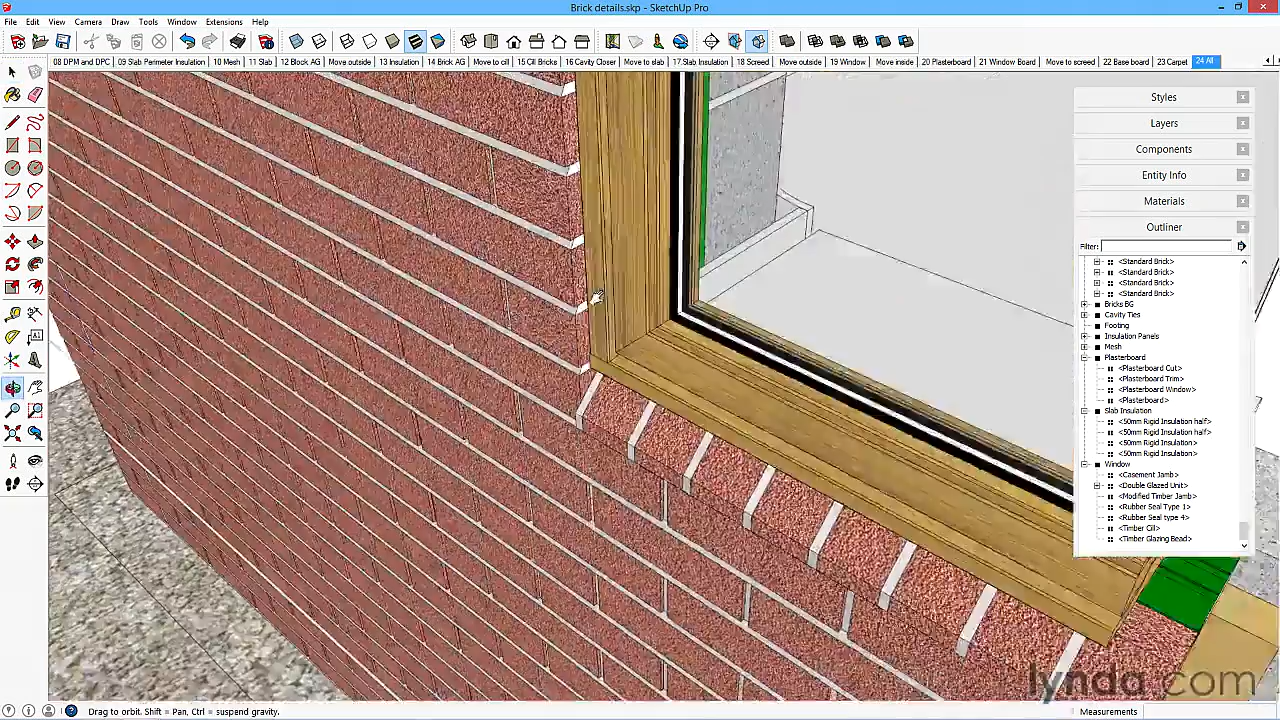 Brick details.skp - SketchUp Pro
File Edit View Camera Draw Tools Window Extensions Help
08 DPM and DPC 09 Slab Perimeter Insulation 10 Mesh 11 Slab 12 Block AG Move outside 13 Insulation 14 Brick AG Move to cill 15 Cill Bricks 16 Cavity Closer Move to slab 17 Slab Insulation 18 Screed Move outside 19 Window Move inside 20 Plasterboard 21 Window Board Move to screed 22 Base board 23 Carpet 24 All
Styles
Layers
Components
Entity Info
Materials
Outliner
Filter:
<Standard Brick>
<Standard Brick>
<Standard Brick>
<Standard Brick>
Bricks BG
Cavity Ties
Footing
Insulation Panels
Mesh
Plasterboard
<Plasterboard Cut>
<Plasterboard Trim>
<Plasterboard Window>
<Plasterboard>
Slab Insulation
<50mm Rigid Insulation half>
<50mm Rigid Insulation half>
<50mm Rigid Insulation>
<50mm Rigid Insulation>
Window
<Casement Jamb>
<Double Glazed Unit>
<Modified Timber Jamb>
<Rubber Seal Type 1>
<Rubber Seal type 4>
<Timber Cill>
<Timber Glazing Bead>
lynda.com
Drag to orbit. Shift = Pan, Ctrl = suspend gravity.
Measurements